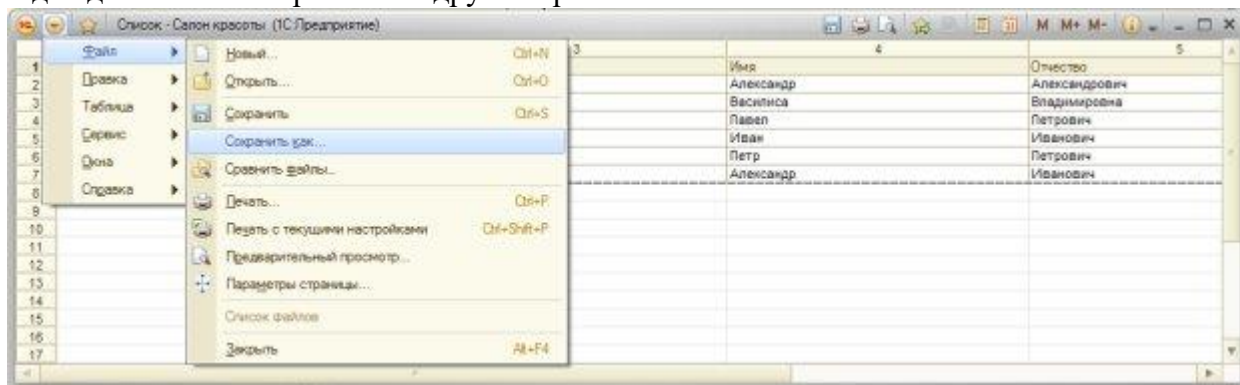 Список - Салон красоты (1С:Предприятие)
M M+ M-
Файл
Правка
Таблица
Сервис
Окна
Справка
Новый... Ctrl+N
Открыть... Ctrl+O
Сохранить Ctrl+S
Сохранить как...
Сравнить файлы...
Печать... Ctrl+P
Печать с текущими настройками Ctrl+Shift+P
Предварительный просмотр...
Параметры страницы...
Список файлов
Закрыть Alt+F4
3 4 5
1 Имя Отчество
2 Александр Александрович
3 Василиса Владимировна
4 Павел Петрович
5 Иван Иванович
6 Петр Петрович
7 Александр Иванович
8
9
10
11
12
13
14
15
16
17